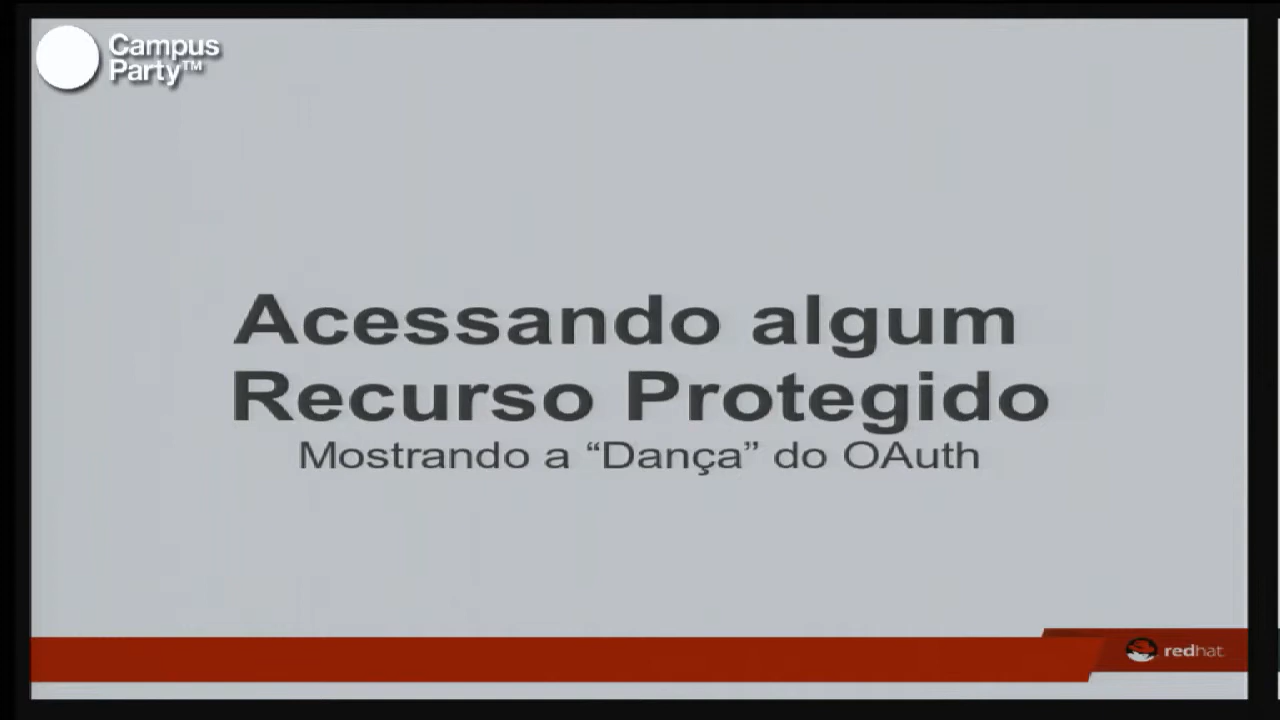 Campus
Party™
Acessando algum
Recurso Protegido
Mostrando a “Dança” do OAuth
redhat